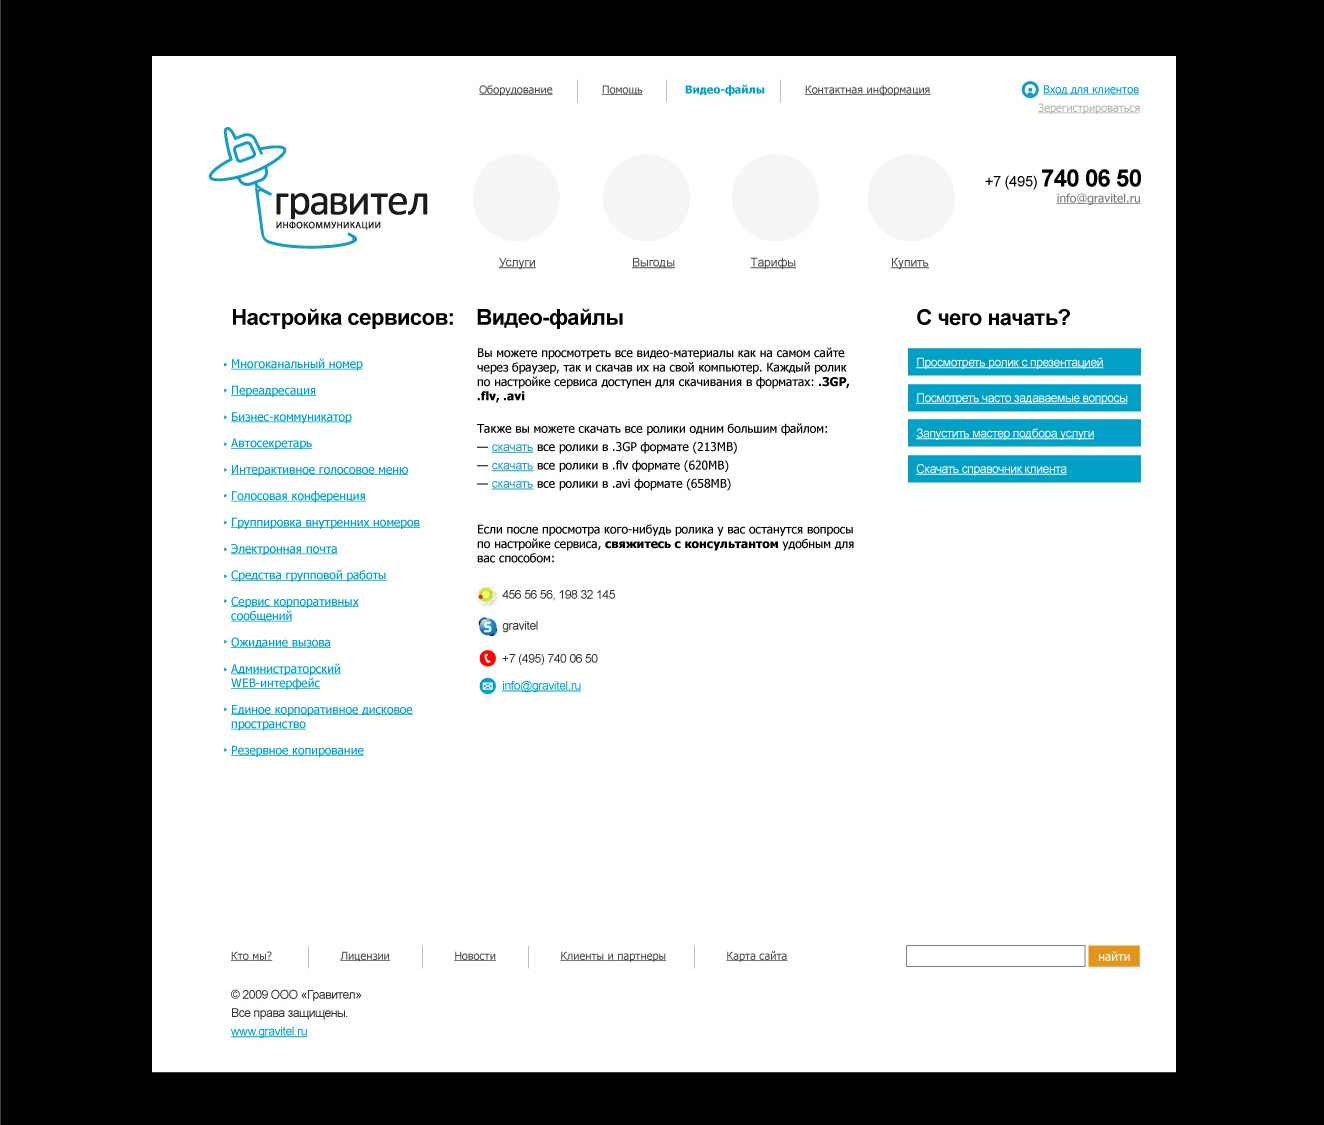 Оборудование
Помощь
Видео-файлы
Контактная информация
Вход для клиентов
Зерегистрироваться
гравител
ИНФОКОММУНИКАЦИИ
+7 (495) 740 06 50
info@gravitel.ru
Услуги
Выгоды
Тарифы
Купить
Настройка сервисов:
Многоканальный номер
Переадресация
Бизнес-коммуникатор
Автосекретарь
Интерактивное голосовое меню
Голосовая конференция
Группировка внутренних номеров
Электронная почта
Средства групповой работы
Сервис корпоративных
сообщений
Ожидание вызова
Администраторский
WEB-интерфейс
Единое корпоративное дисковое
пространство
Резервное копирование
Видео-файлы
Вы можете просмотреть все видео-материалы как на самом сайте
через браузер, так и скачав их на свой компьютер. Каждый ролик
по настройке сервиса доступен для скачивания в форматах: .3GP,
.flv, .avi
Также вы можете скачать все ролики одним большим файлом:
— скачать все ролики в .3GP формате (213MB)
— скачать все ролики в .flv формате (620MB)
— скачать все ролики в .avi формате (658MB)
Если после просмотра кого-нибудь ролика у вас останутся вопросы
по настройке сервиса, свяжитесь с консультантом удобным для
вас способом:
456 56 56, 198 32 145
gravitel
+7 (495) 740 06 50
info@gravitel.ru
С чего начать?
Просмотреть ролик с презентацией
Посмотреть часто задаваемые вопросы
Запустить мастер подбора услуги
Скачать справочник клиента
Кто мы?
Лицензии
Новости
Клиенты и партнеры
Карта сайта
найти
© 2009 ООО «Гравител»
Все права защищены.
www.gravitel.ru